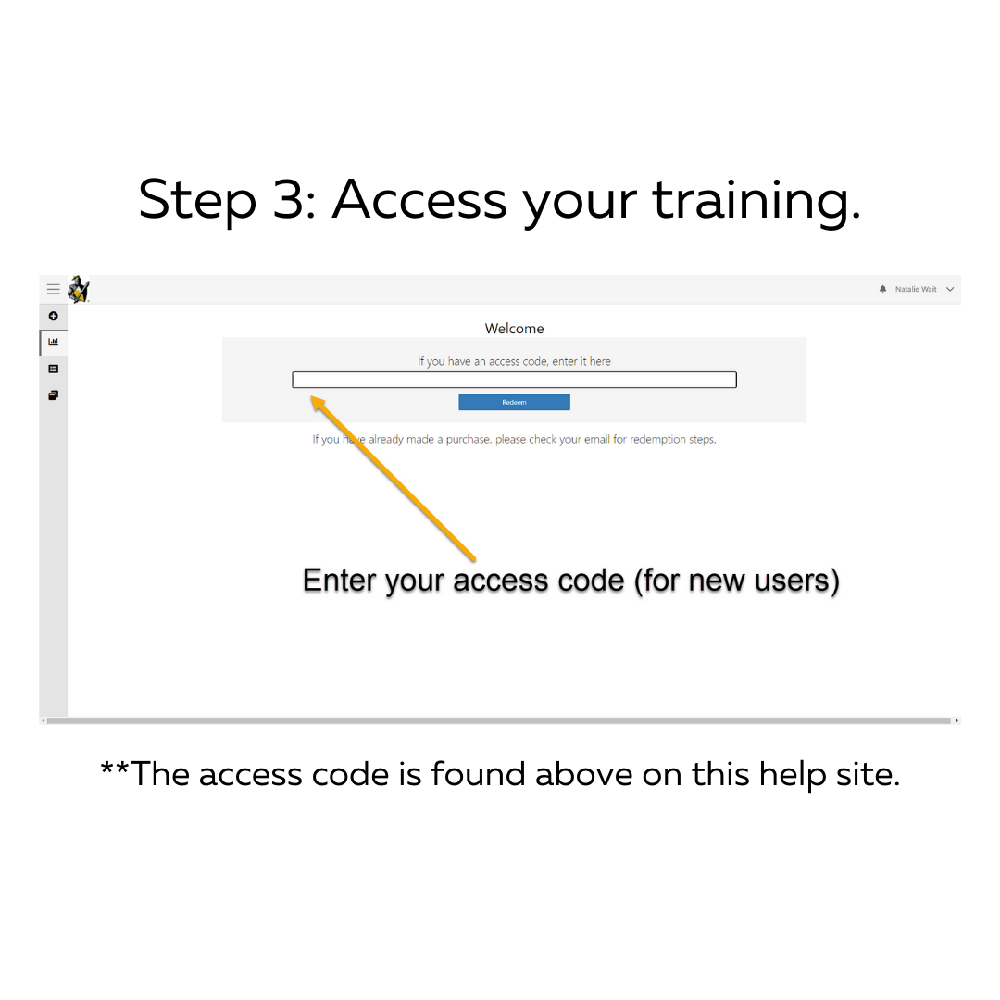 Step 3: Access your training.
Natalie Wait
Welcome
If you have an access code, enter it here
Redeem
If you have already made a purchase, please check your email for redemption steps.
Enter your access code (for new users)
**The access code is found above on this help site.